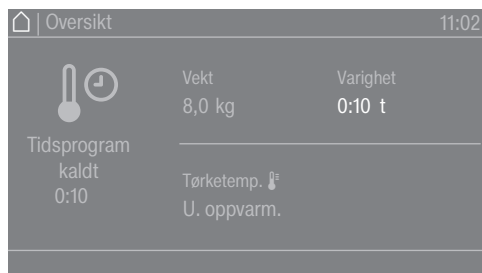 | Oversikt 11:02
Tidsprogram
kaldt
0:10
Vekt
8,0 kg
Varighet
0:10 t
Tørketemp.
U. oppvarm.